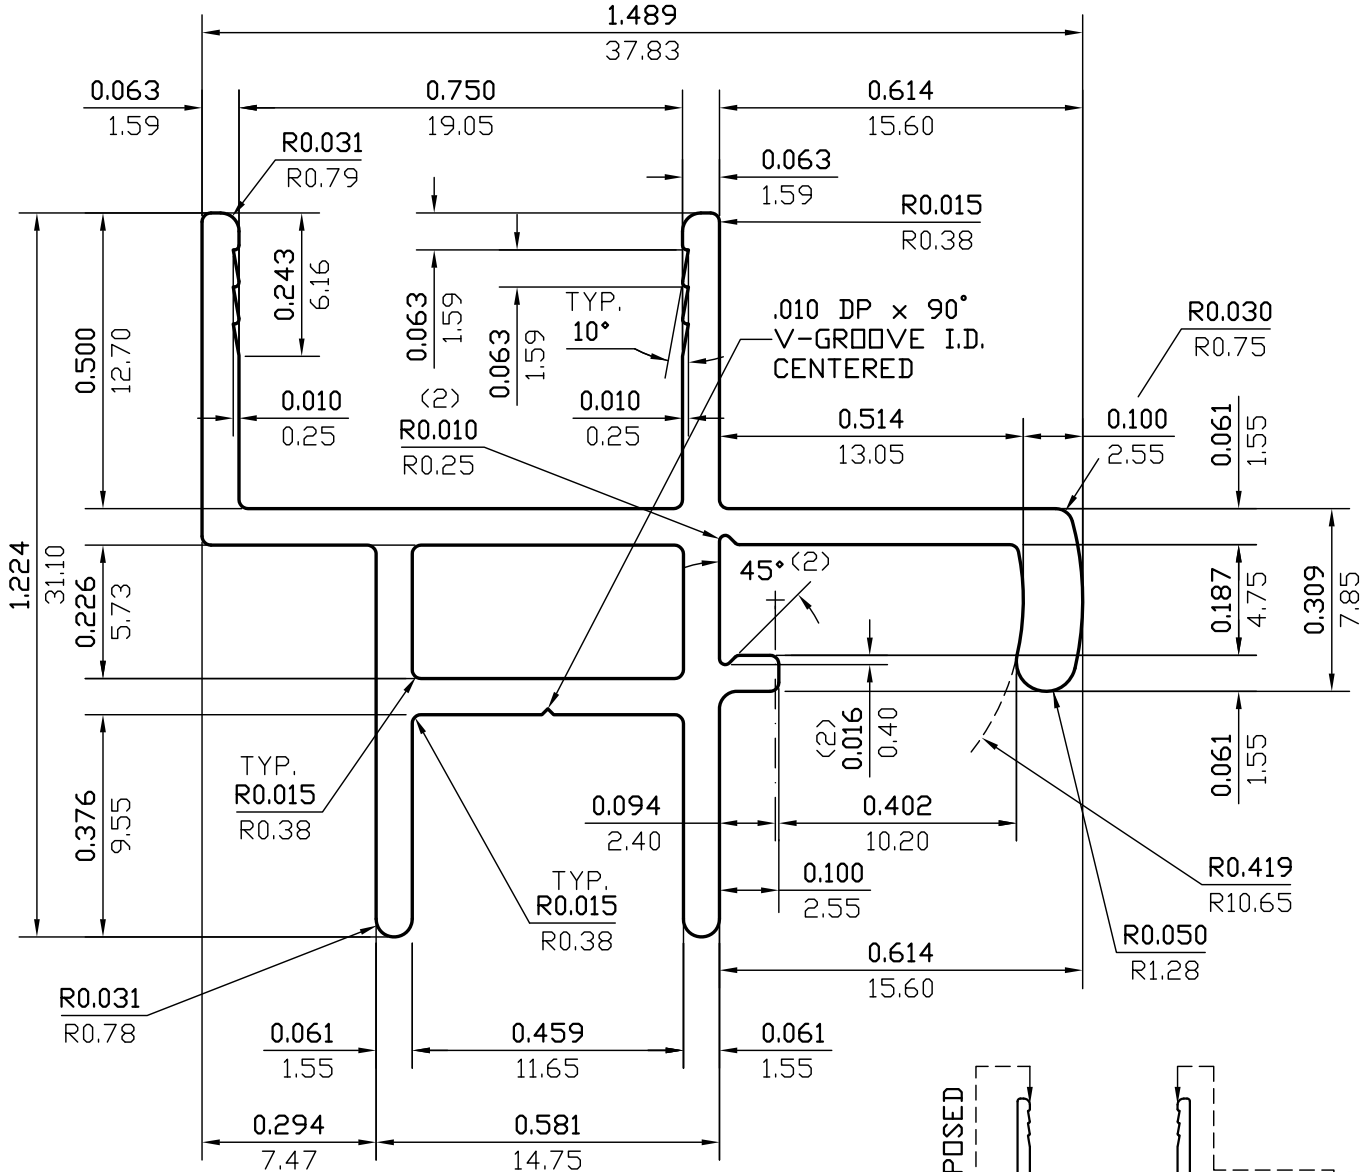 1.489
37.83
0.063
1.59
0.750
19.05
0.614
15.60
R0.031
R0.79
0.063
1.59
R0.015
R0.38
0.243
6.16
0.063
1.59
0.063
1.59
TYP.
10°
.010 DP x 90°
V-GROOVE I.D.
CENTERED
R0.030
R0.75
0.500
12.70
0.010
0.25
(2)
R0.010
R0.25
0.010
0.25
0.514
13.05
0.100
2.55
0.061
1.55
1.224
31.10
0.226
5.73
45° (2)
0.187
4.75
0.309
7.85
(2)
0.016
0.40
0.061
1.55
TYP.
R0.015
R0.38
0.376
9.55
0.094
2.40
0.402
10.20
TYP.
R0.015
R0.38
0.100
2.55
R0.419
R10.65
R0.050
R1.28
0.614
15.60
R0.031
R0.78
0.061
1.55
0.459
11.65
0.061
1.55
0.294
7.47
0.581
14.75
POSED